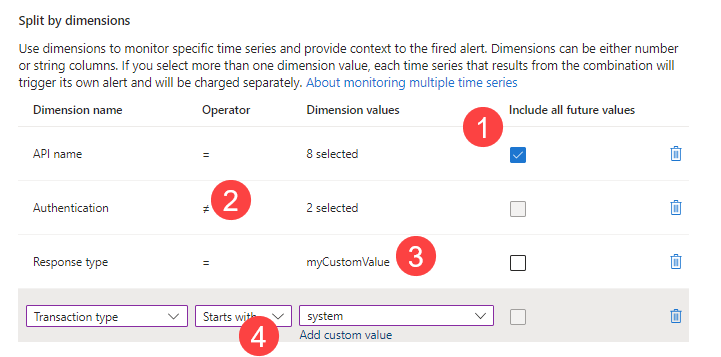 Split by dimensions
Use dimensions to monitor specific time series and provide context to the fired alert. Dimensions can be either number
or string columns. If you select more than one dimension value, each time series that results from the combination will
trigger its own alert and will be charged separately. About monitoring multiple time series
Dimension name Operator Dimension values Include all future values
1
API name = 8 selected
Authentication ≠ 2 2 selected
Response type = myCustomValue 3
Transaction type Starts with system
4 Add custom value